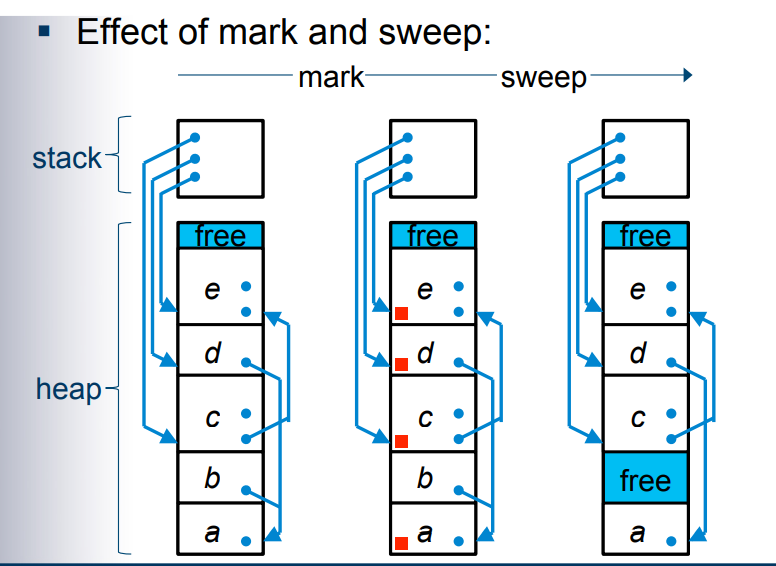 Effect of mark and sweep:
mark sweep
stack
free free free
e e e
d d d
heap
c c c
b b free
a a a